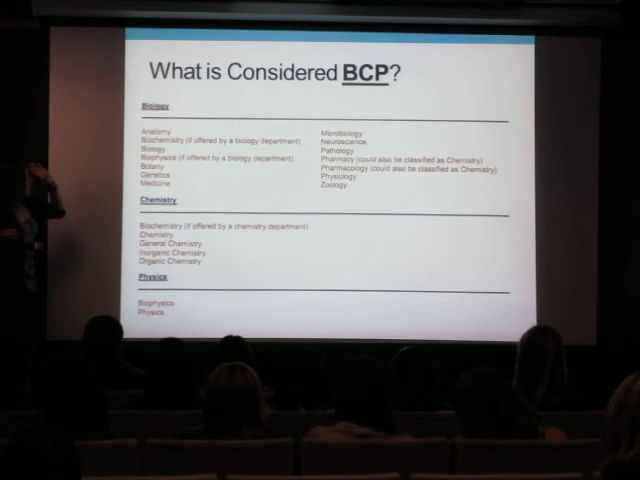 What is Considered BCP?
Biology
Anatomy
Biochemistry (if offered by a biology department)
Biology
Biophysics (if offered by a biology department)
Botany
Genetics
Medicine
Microbiology
Neuroscience
Pathology
Pharmacy (could also be classified as Chemistry)
Pharmacology (could also be classified as Chemistry)
Physiology
Zoology
Chemistry
Biochemistry (if offered by a chemistry department)
Chemistry
General Chemistry
Inorganic Chemistry
Organic Chemistry
Physics
Biophysics
Physics